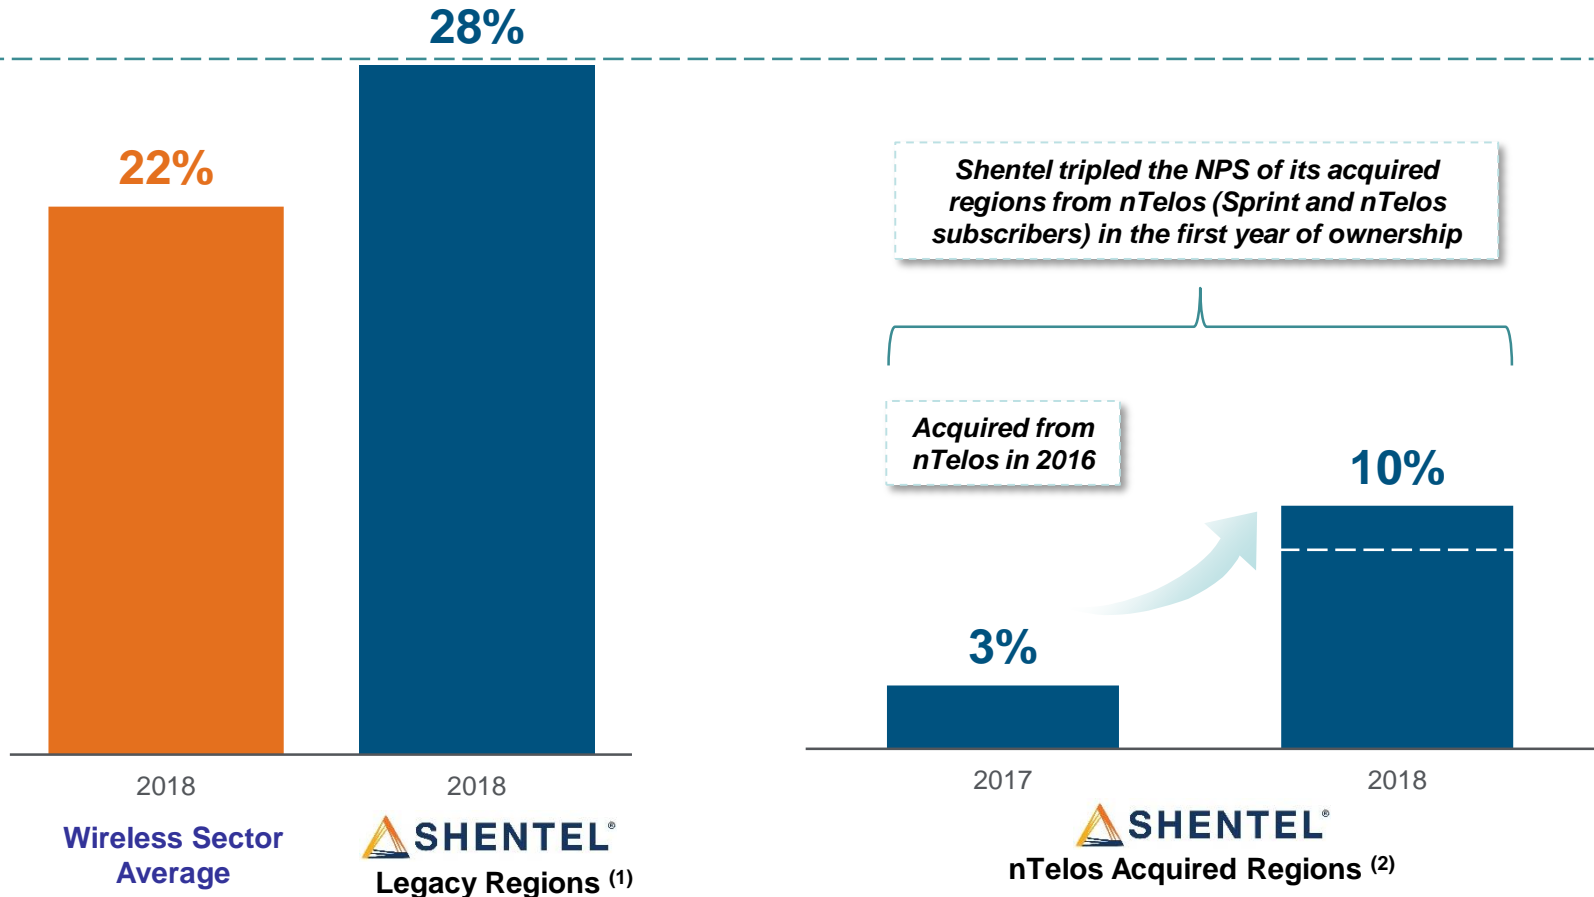 28%
22%
Shentel tripled the NPS of its acquired
regions from nTelos (Sprint and nTelos
subscribers) in the first year of ownership
Acquired from
nTelos in 2016
10%
3%
2018
2018
2017
2018
Wireless Sector
Average
SHENTEL®
Legacy Regions (1)
SHENTEL®
nTelos Acquired Regions (2)